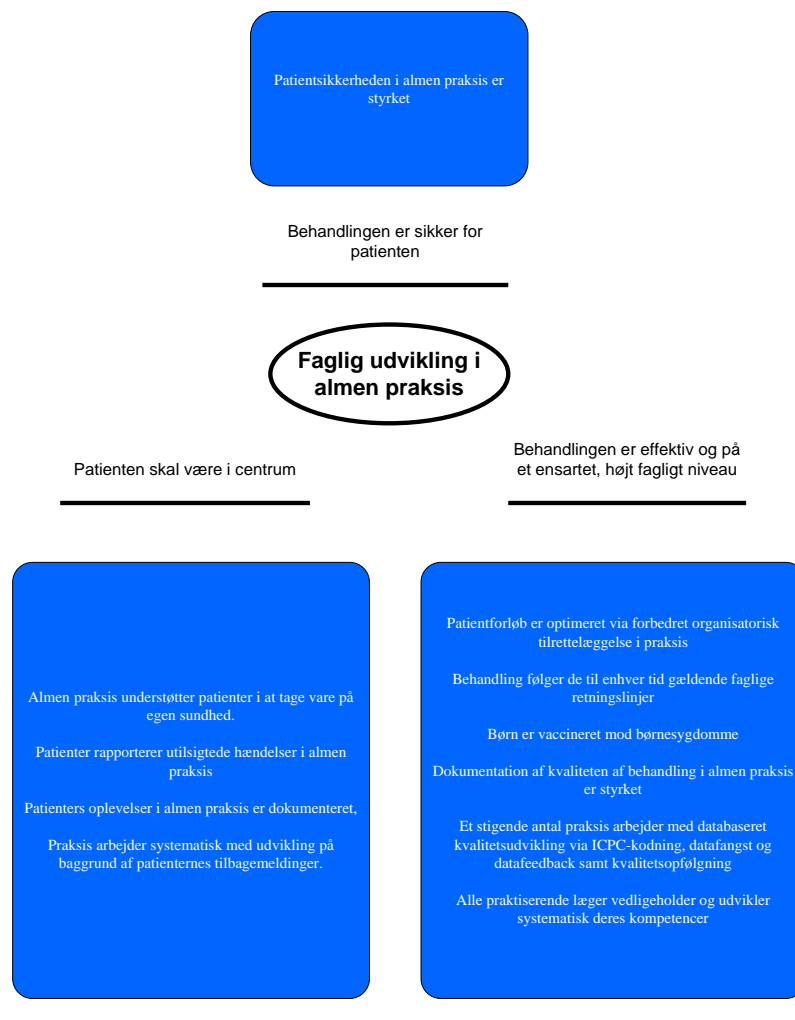 Patientsikkerheden i almen praksis er
styrket
Behandlingen er sikker for
patienten
Faglig udvikling i
almen praksis
Patienten skal være i centrum
Behandlingen er effektiv og på
et ensartet, højt fagligt niveau
Almen praksis understøtter patienter i at tage vare på
egen sundhed.
Patienter rapporterer utilsigtede hændelser i almen
praksis
Patienters oplevelser i almen praksis er dokumenteret,
Praksis arbejder systematisk med udvikling på
baggrund af patienternes tilbagemeldinger.
Patientforløb er optimeret via forbedret organisatorisk
tilrettelæggelse i praksis
Behandling følger de til enhver tid gældende faglige
retningslinjer
Børn er vaccineret mod børnesygdomme
Dokumentation af kvaliteten af behandling i almen praksis
er styrket
Et stigende antal praksis arbejder med databaseret
kvalitetsudvikling via ICPC-kodning, datafangst og
datafeedback samt kvalitetsopfølgning
Alle praktiserende læger vedligeholder og udvikler
systematisk deres kompetencer